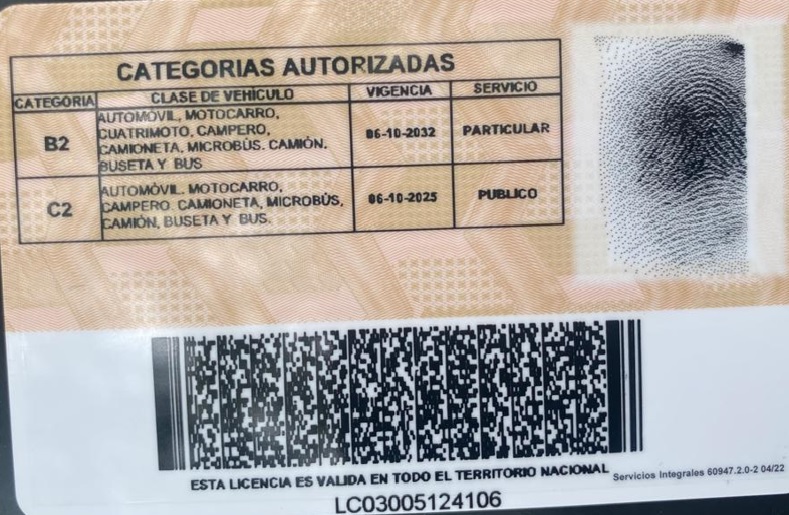 CATEGORIAS AUTORIZADAS
CATEGORIA CLASE DE VEHÍCULO VIGENCIA SERVICIO
B2 AUTOMÓVIL, MOTOCARRO, CUATRIMOTO, CAMPERO, CAMIONETA, MICROBÚS. CAMIÓN. BUSETA Y BUS 06-10-2032 PARTICULAR
C2 AUTOMÓVIL. MOTOCARRO, CAMPERO. CAMIONETA, MICROBÚS, CAMIÓN, BUSETA Y BUS. 06-10-2025 PUBLICO
ESTA LICENCIA ES VALIDA EN TODO EL TERRITORIO NACIONAL
Servicios Integrales 60947.2.0-2 04/22
LC03005124106